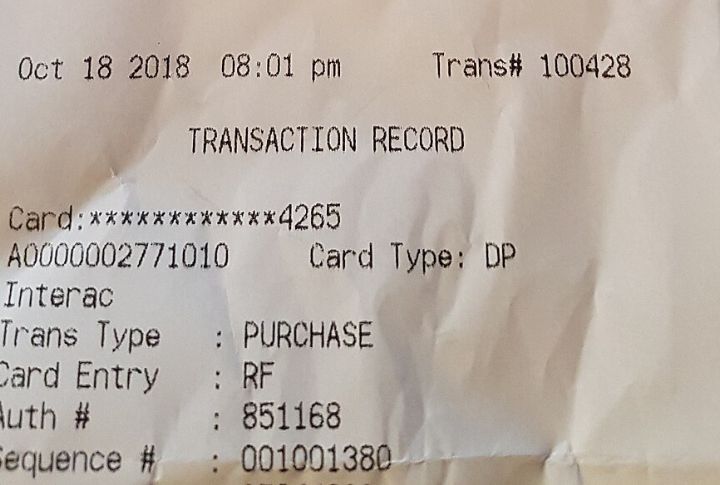 Oct 18 2018 08:01 pm Trans# 100428
TRANSACTION RECORD
Card:************4265
A0000002771010 Card Type: DP
Interac
Trans Type : PURCHASE
Card Entry : RF
Auth # : 851168
Sequence # : 001001380